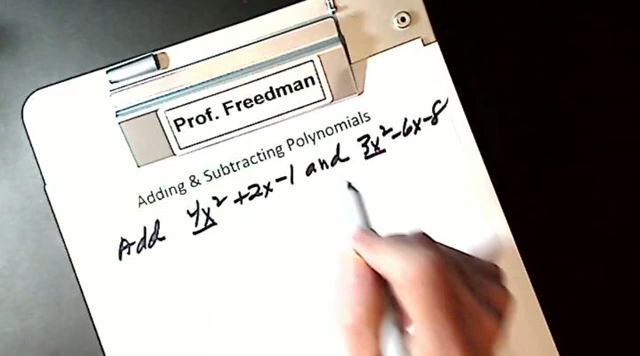 Prof. Freedman
Adding & Subtracting Polynomials
Add 4x² + 2x - 1 and 3x² - 6x - 8